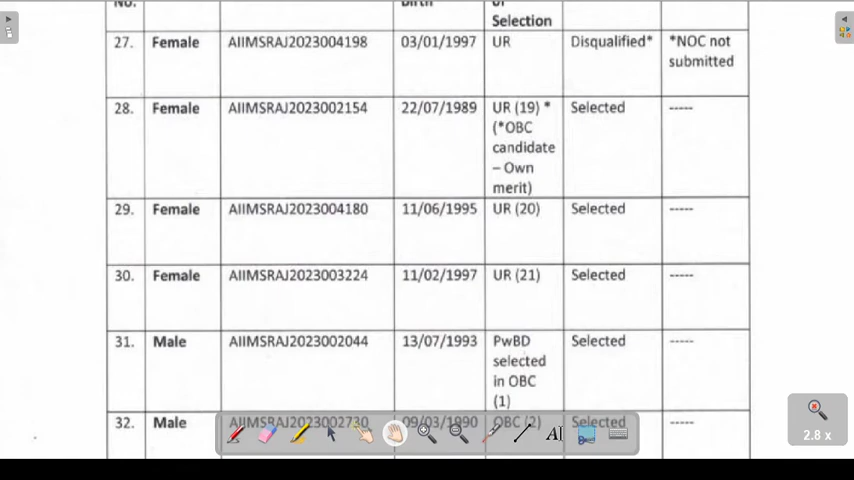 No. Birth of
Selection
27. Female AIIMSRAJ2023004198 03/01/1997 UR Disqualified* *NOC not
submitted
28. Female AIIMSRAJ2023002154 22/07/1989 UR (19) * Selected -----
(*OBC
candidate
– Own
merit)
29. Female AIIMSRAJ2023004180 11/06/1995 UR (20) Selected -----
30. Female AIIMSRAJ2023003224 11/02/1997 UR (21) Selected -----
31. Male AIIMSRAJ2023002044 13/07/1993 PwBD Selected -----
selected
in OBC
(1)
32. Male AIIMSRAJ2023002730 09/03/1990 OBC (2) Selected -----
A
2.8 x